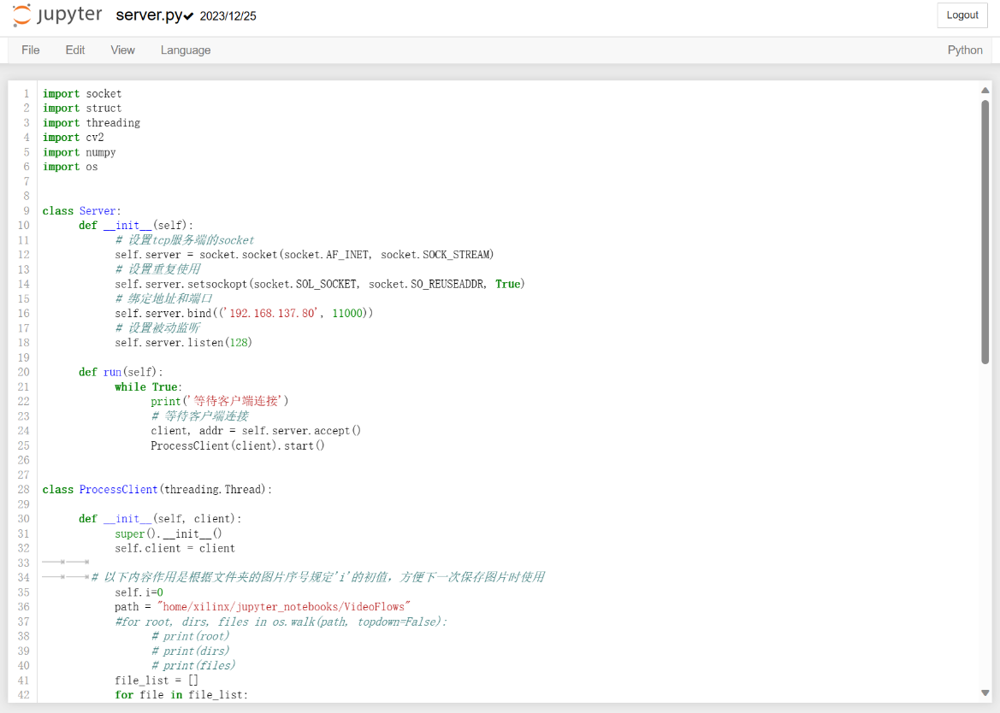 jupyter server.py 2023/12/25 Logout
File Edit View Language Python
1 import socket
2 import struct
3 import threading
4 import cv2
5 import numpy
6 import os
7
8
9 class Server:
10 def __init__(self):
11 # 设置tcp服务端的socket
12 self.server = socket.socket(socket.AF_INET, socket.SOCK_STREAM)
13 # 设置重复使用
14 self.server.setsockopt(socket.SOL_SOCKET, socket.SO_REUSEADDR, True)
15 # 绑定地址和端口
16 self.server.bind(('192.168.137.80', 11000))
17 # 设置被动监听
18 self.server.listen(128)
19
20 def run(self):
21 while True:
22 print('等待客户端连接')
23 # 等待客户端连接
24 client, addr = self.server.accept()
25 ProcessClient(client).start()
26
27
28 class ProcessClient(threading.Thread):
29
30 def __init__(self, client):
31 super().__init__()
32 self.client = client
33
34 # 以下内容作用是根据文件夹的图片序号规定'i'的初值，方便下一次保存图片时使用
35 self.i=0
36 path = "home/xilinx/jupyter_notebooks/VideoFlows"
37 #for root, dirs, files in os.walk(path, topdown=False):
38 # print(root)
39 # print(dirs)
40 # print(files)
41 file_list = []
42 for file in file_list: